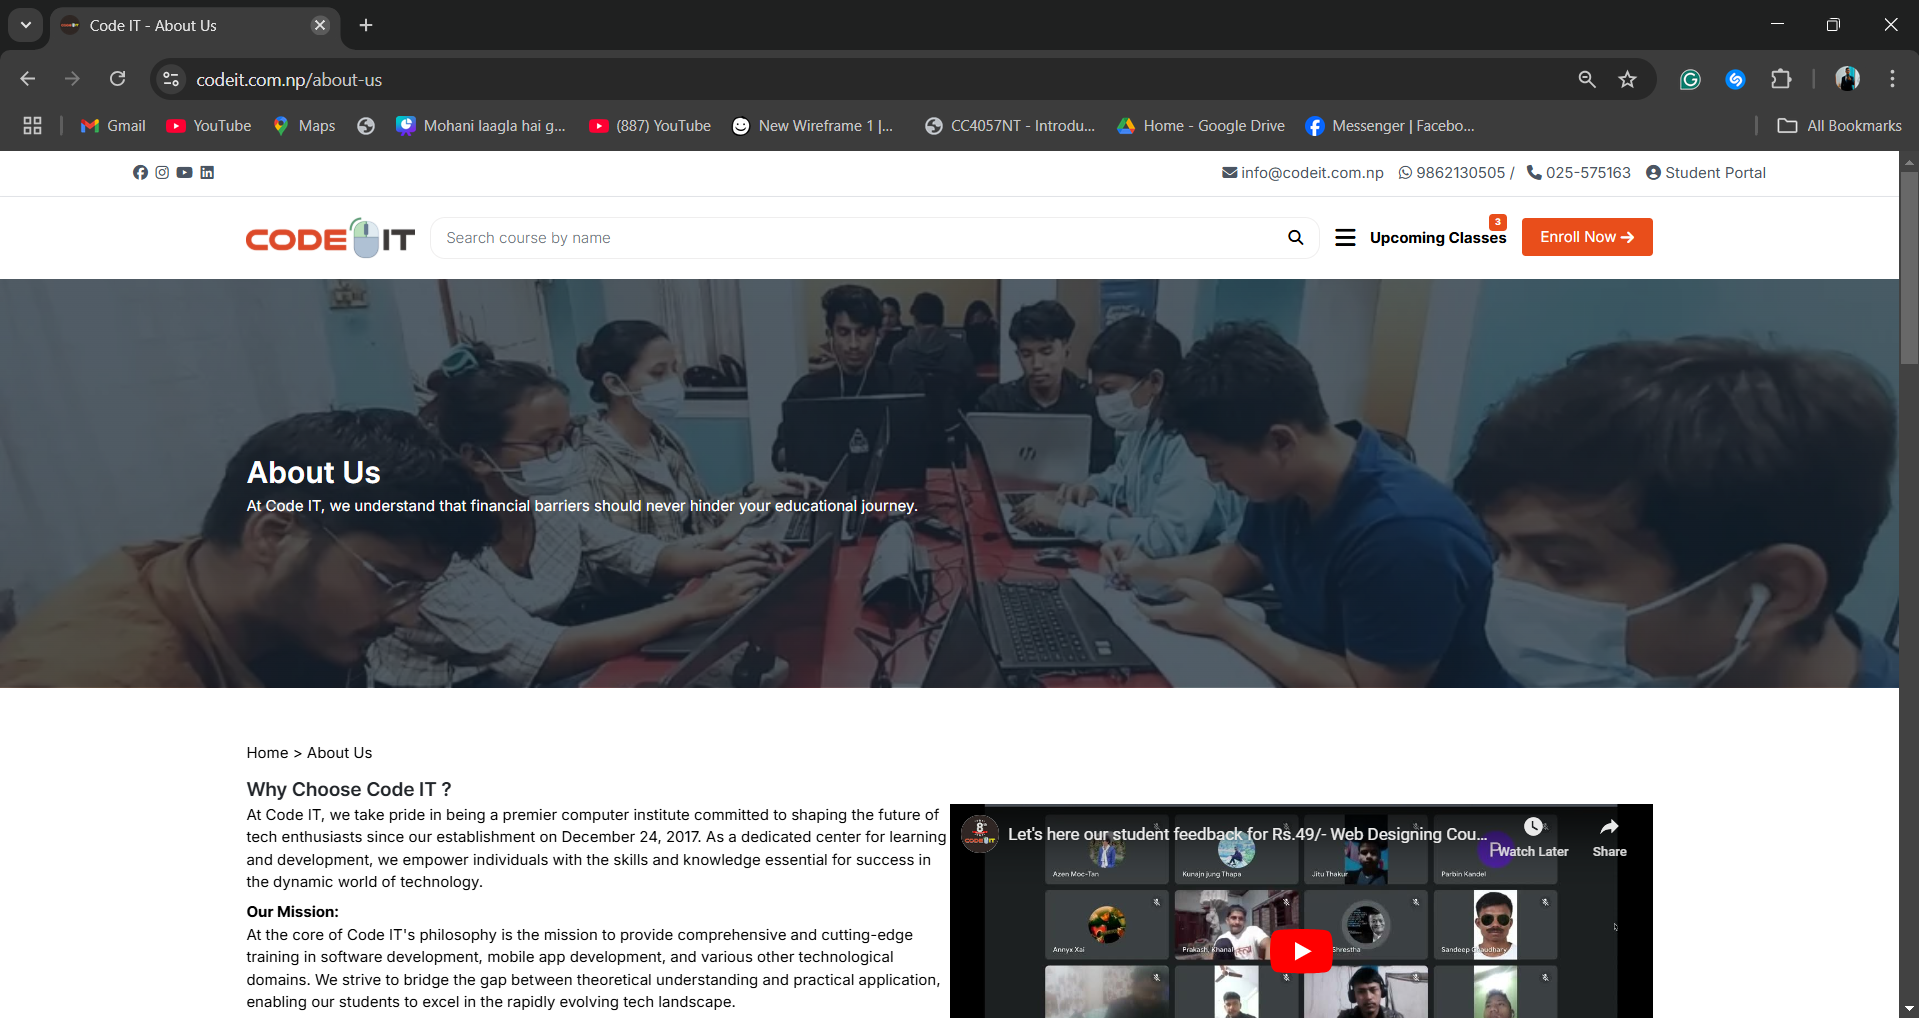 Code IT - About Us
codeit.com.np/about-us
Gmail
YouTube
Maps
Mohani laagla hai g...
(887) YouTube
New Wireframe 1 |...
CC4057NT - Introdu...
Home - Google Drive
Messenger | Facebo...
All Bookmarks
info@codeit.com.np
9862130505 /
025-575163
Student Portal
CODE IT
Search course by name
Upcoming Classes
3
Enroll Now
About Us
At Code IT, we understand that financial barriers should never hinder your educational journey.
Home > About Us
Why Choose Code IT ?
At Code IT, we take pride in being a premier computer institute committed to shaping the future of
tech enthusiasts since our establishment on December 24, 2017. As a dedicated center for learning
and development, we empower individuals with the skills and knowledge essential for success in
the dynamic world of technology.
Our Mission:
At the core of Code IT's philosophy is the mission to provide comprehensive and cutting-edge
training in software development, mobile app development, and various other technological
domains. We strive to bridge the gap between theoretical understanding and practical application,
enabling our students to excel in the rapidly evolving tech landscape.
Let's here our student feedback for Rs.49/- Web Designing Cou...
Watch Later
Share
Azen Moc-Tan
Kunajn jung Thapa
Jitu Thakur
Parbin Kandel
P
Annyx Xai
Prakash, Khanal
Shrestha
Sandeep Chaudhary